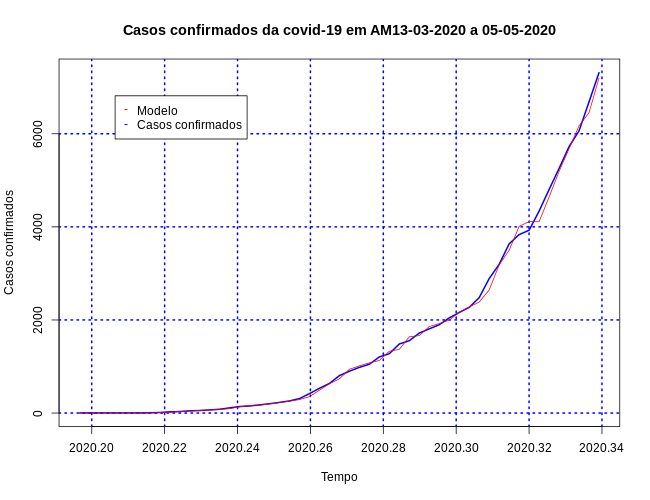 Casos confirmados da covid-19 em AM13-03-2020 a 05-05-2020
Modelo
Casos confirmados
Casos confirmados
6000
4000
2000
0
2020.20 2020.22 2020.24 2020.26 2020.28 2020.30 2020.32 2020.34
Tempo